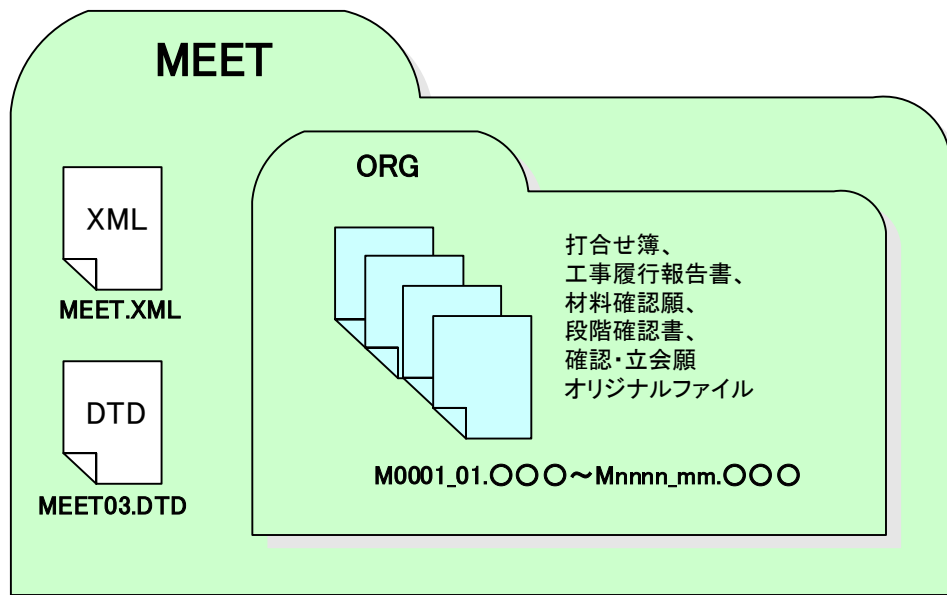 MEET
XML
MEET.XML
DTD
MEET03.DTD
ORG
打合せ簿、
工事履行報告書、
材料確認願、
段階確認書、
確認・立会願
オリジナルファイル
M0001_01.○○○～Mnnnn_mm.○○○